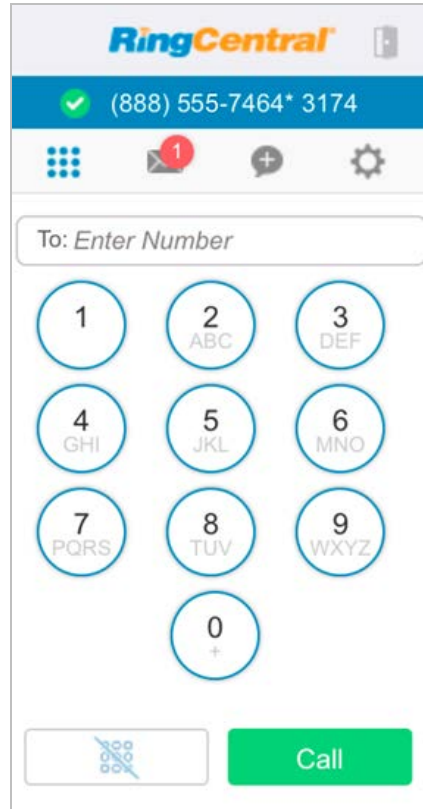 RingCentral®
(888) 555-7464* 3174
1
To: Enter Number
1 2 3
ABC DEF
4 5 6
GHI JKL MNO
7 8 9
PQRS TUV WXYZ
0
+
Call